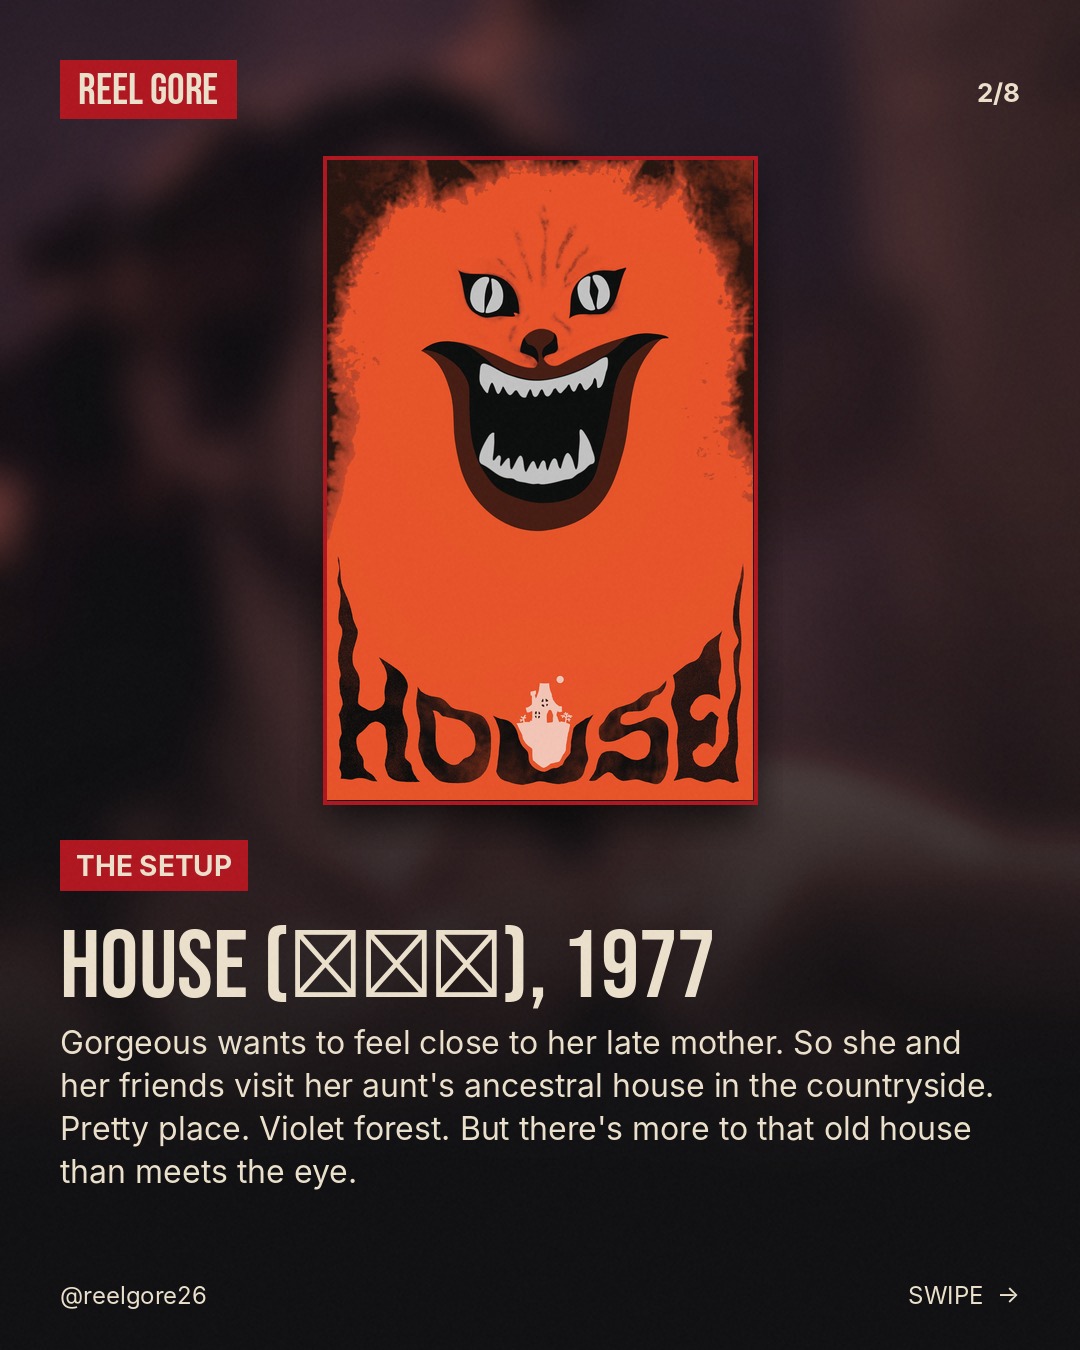 REEL GORE
2/8
HOUSE
THE SETUP
HOUSE (), 1977
Gorgeous wants to feel close to her late mother. So she and
her friends visit her aunt's ancestral house in the countryside.
Pretty place. Violet forest. But there's more to that old house
than meets the eye.
@reelgore26
SWIPE →